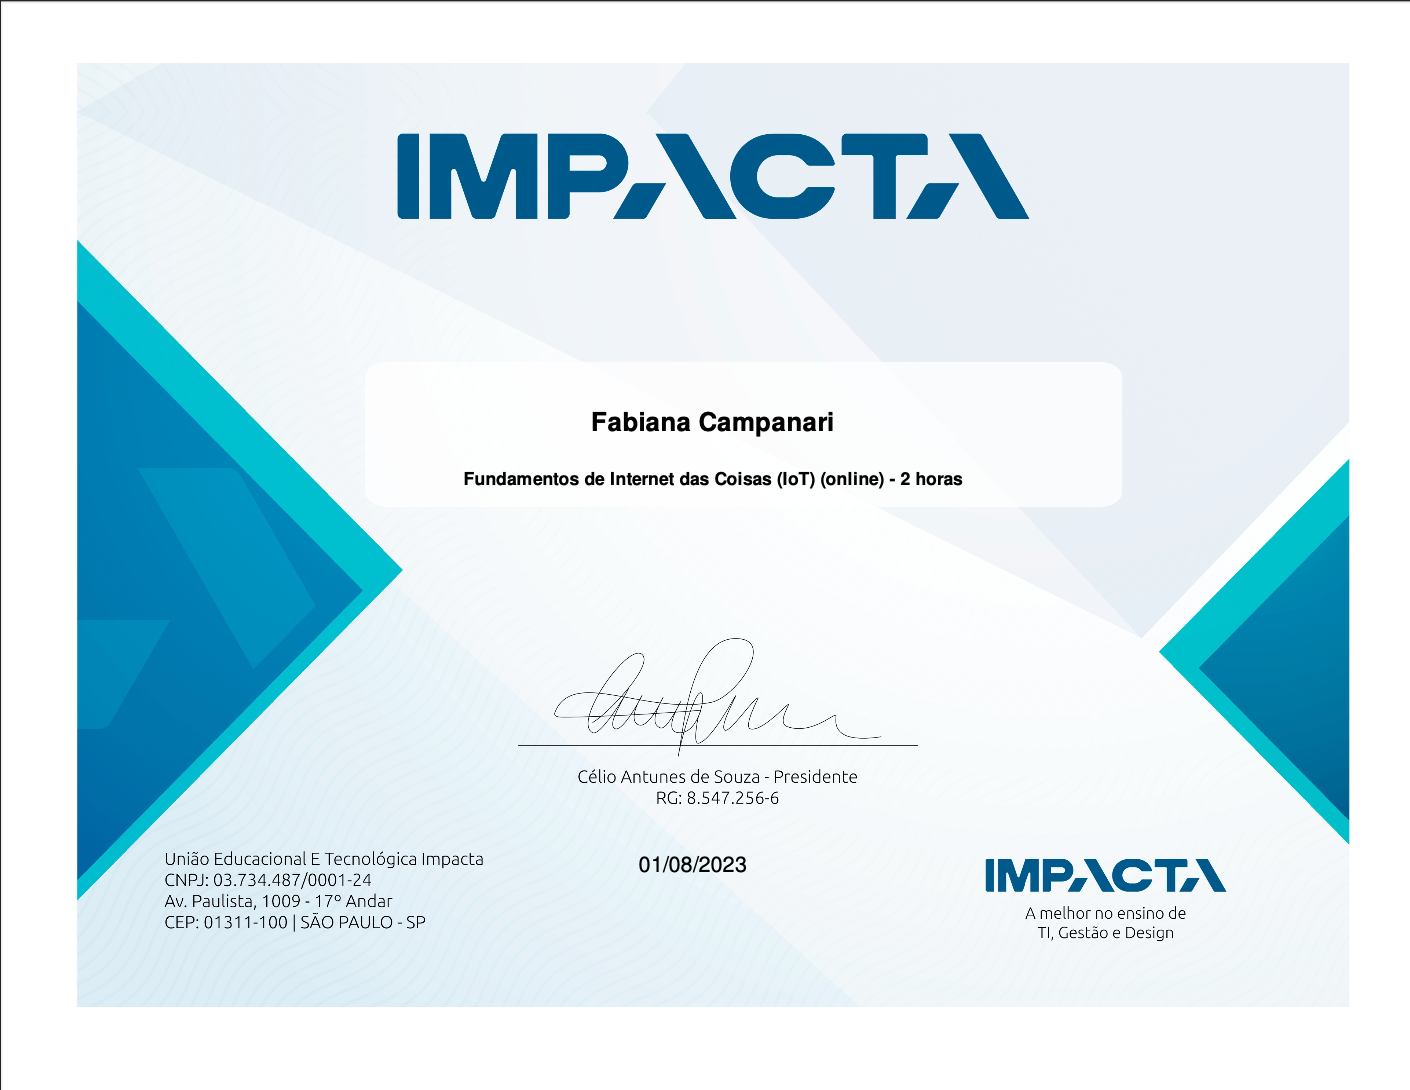 IMPACTA
Fabiana Campanari
Fundamentos de Internet das Coisas (IoT) (online) - 2 horas
Célio Antunes de Souza - Presidente
RG: 8.547.256-6
União Educacional E Tecnológica Impacta
CNPJ: 03.734.487/0001-24
Av. Paulista, 1009 - 17º Andar
CEP: 01311-100 | SÃO PAULO - SP
01/08/2023
IMPACTA
A melhor no ensino de
TI, Gestão e Design